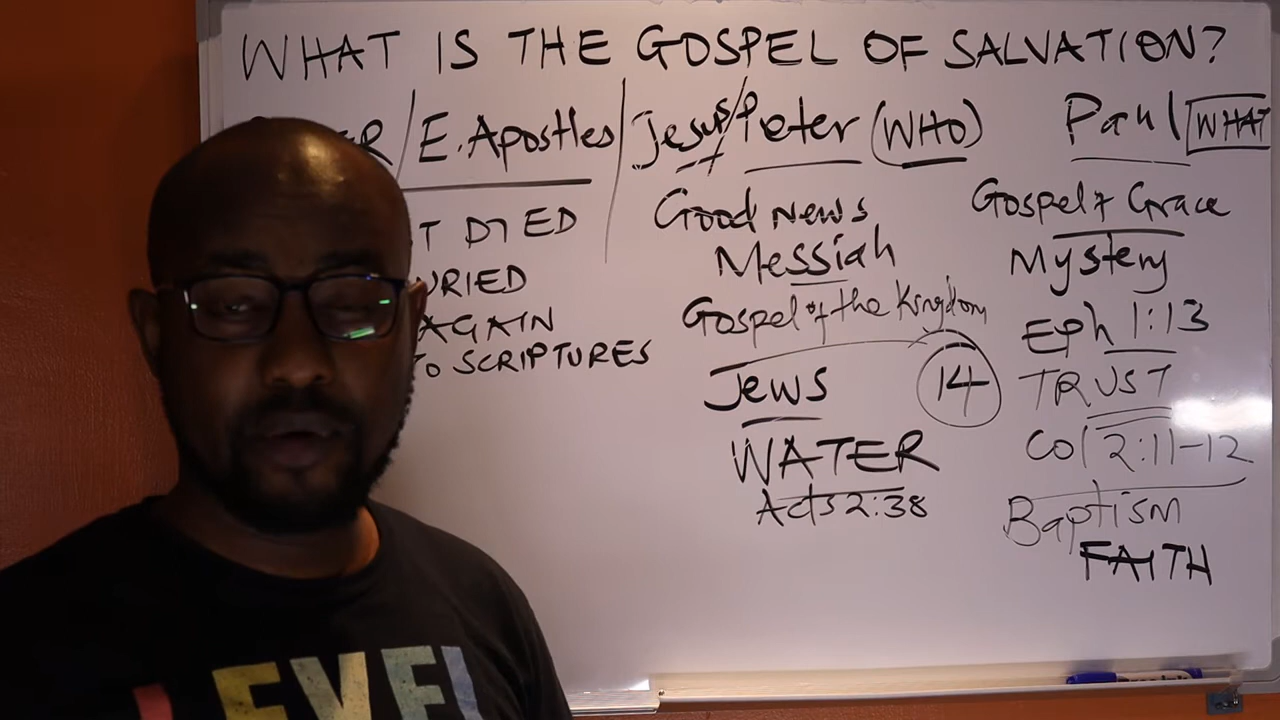 WHAT IS THE GOSPEL OF SALVATION?
ER / E. Apostles / Jesus / Peter (WHO) Paul WHAT
T DIED
URIED
AGAIN
TO SCRIPTURES
Good News
Messiah
Gospel of the Kingdom
Jews 14
WATER
Acts 2:38
Gospel of Grace
Mystery
Eph 1:13
TRUST
Col 2:11-12
Baptism
FAITH
LEVEL